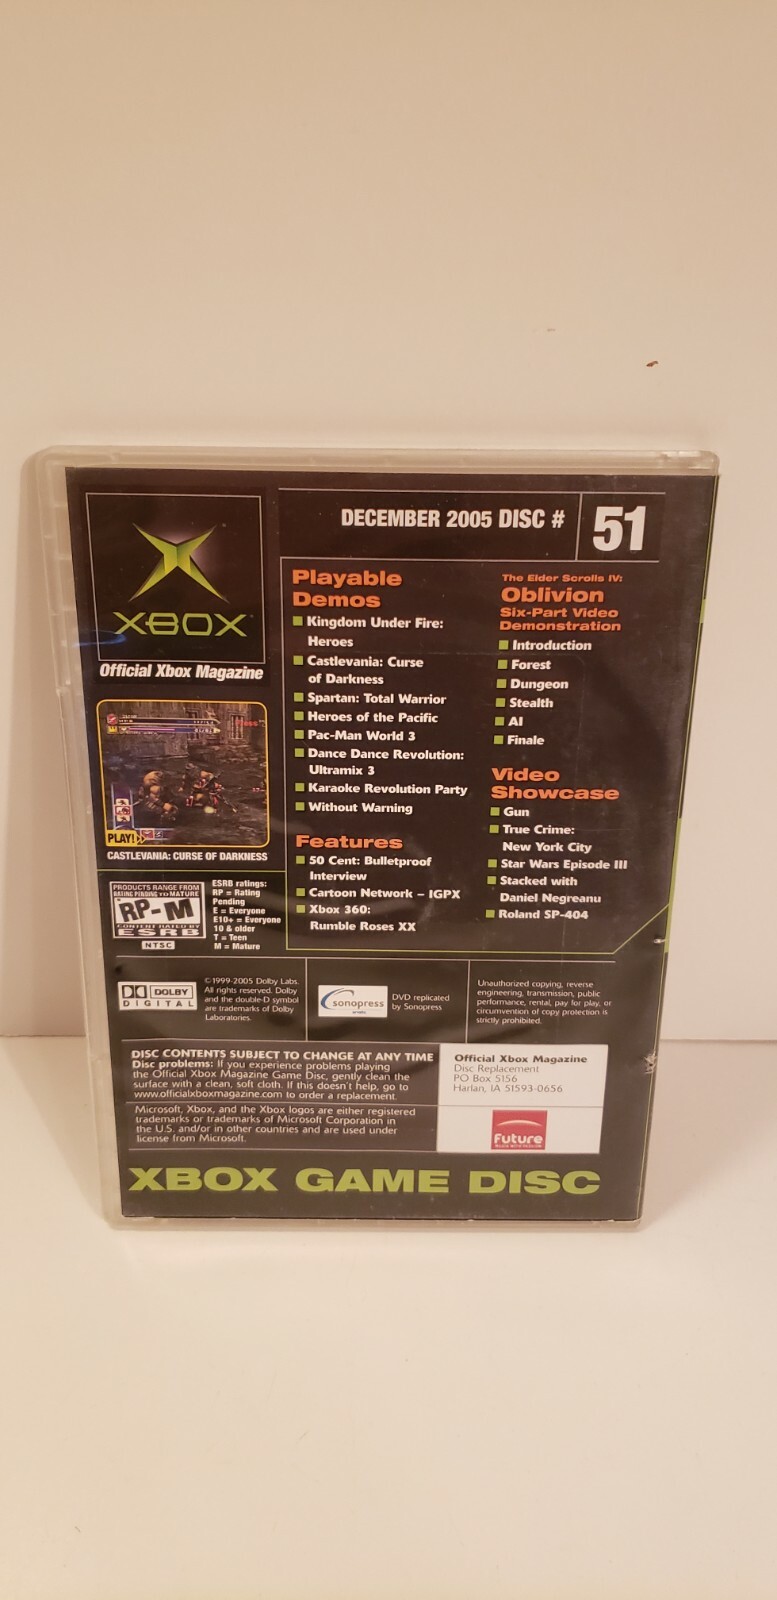 DECEMBER 2005 DISC #
51
XBOX
Official Xbox Magazine
PLAY!
CASTLEVANIA: CURSE OF DARKNESS
Playable
Demos
Kingdom Under Fire:
Heroes
Castlevania: Curse
of Darkness
Spartan: Total Warrior
Heroes of the Pacific
Pac-Man World 3
Dance Dance Revolution:
Ultramix 3
Karaoke Revolution Party
Without Warning
Features
50 Cent: Bulletproof
Interview
Cartoon Network – IGPX
Xbox 360:
Rumble Roses XX
The Elder Scrolls IV:
Oblivion
Six-Part Video
Demonstration
Introduction
Forest
Dungeon
Stealth
AI
Finale
Video
Showcase
Gun
True Crime:
New York City
Star Wars Episode III
Stacked with
Daniel Negreanu
Roland SP-404
PRODUCTS RANGE FROM
RATING PENDING TO MATURE
RP-M
CONTENT RATED BY
ESRB
NTSC
ESRB ratings:
RP = Rating
Pending
E = Everyone
E10+ = Everyone
10 & older
T = Teen
M = Mature
DOLBY
DIGITAL
©1999-2005 Dolby Labs.
All rights reserved. Dolby
and the double-D symbol
are trademarks of Dolby
Laboratories.
sonopress
DVD replicated
by Sonopress
Unauthorized copying, reverse
engineering, transmission, public
performance, rental, pay for play, or
circumvention of copy protection is
strictly prohibited.
DISC CONTENTS SUBJECT TO CHANGE AT ANY TIME
Disc problems: If you experience problems playing
the Official Xbox Magazine Game Disc, gently clean the
surface with a clean, soft cloth. If this doesn't help, go to
www.officialxboxmagazine.com to order a replacement.
Microsoft, Xbox, and the Xbox logos are either registered
trademarks or trademarks of Microsoft Corporation in
the U.S. and/or in other countries and are used under
license from Microsoft.
Official Xbox Magazine
Disc Replacement
PO Box 5156
Harlan, IA 51593-0656
Future
XBOX GAME DISC